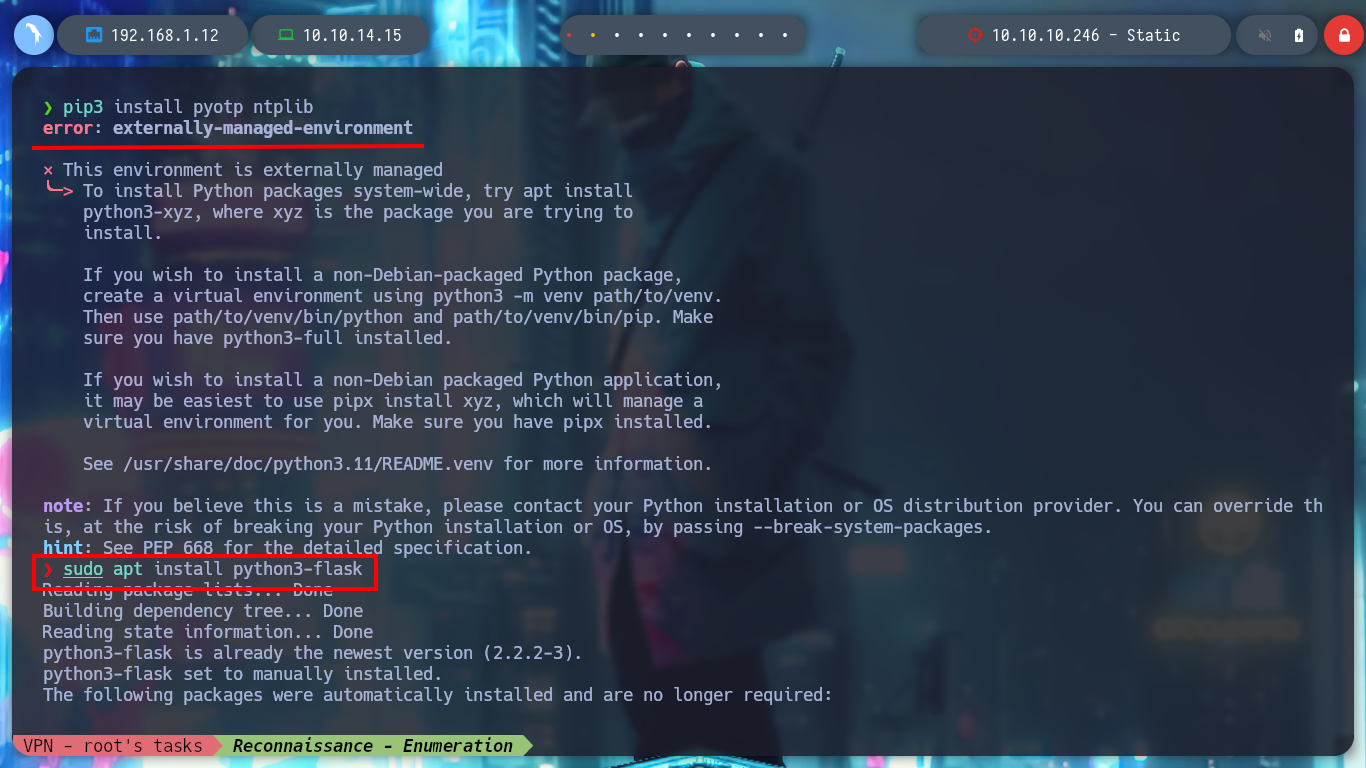 192.168.1.12
10.10.14.15
10.10.10.246 - Static
❯ pip3 install pyotp ntplib
error: externally-managed-environment
× This environment is externally managed
╰─> To install Python packages system-wide, try apt install
python3-xyz, where xyz is the package you are trying to
install.
If you wish to install a non-Debian-packaged Python package,
create a virtual environment using python3 -m venv path/to/venv.
Then use path/to/venv/bin/python and path/to/venv/bin/pip. Make
sure you have python3-full installed.
If you wish to install a non-Debian packaged Python application,
it may be easiest to use pipx install xyz, which will manage a
virtual environment for you. Make sure you have pipx installed.
See /usr/share/doc/python3.11/README.venv for more information.
note: If you believe this is a mistake, please contact your Python installation or OS distribution provider. You can override th
is, at the risk of breaking your Python installation or OS, by passing --break-system-packages.
hint: See PEP 668 for the detailed specification.
❯ sudo apt install python3-flask
Reading package lists... Done
Building dependency tree... Done
Reading state information... Done
python3-flask is already the newest version (2.2.2-3).
python3-flask set to manually installed.
The following packages were automatically installed and are no longer required:
VPN - root's tasks
Reconnaissance - Enumeration